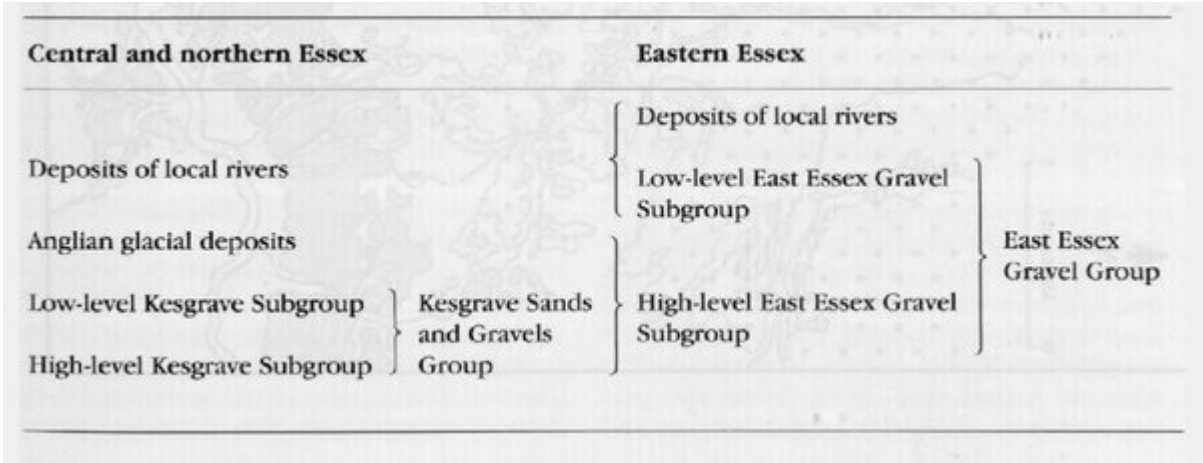 Central and northern Essex
Eastern Essex
Deposits of local rivers
Deposits of local rivers
Low-level East Essex Gravel
Subgroup
Anglian glacial deposits
East Essex
Gravel Group
Low-level Kesgrave Subgroup
Kesgrave Sands
and Gravels
Group
High-level East Essex Gravel
Subgroup
High-level Kesgrave Subgroup